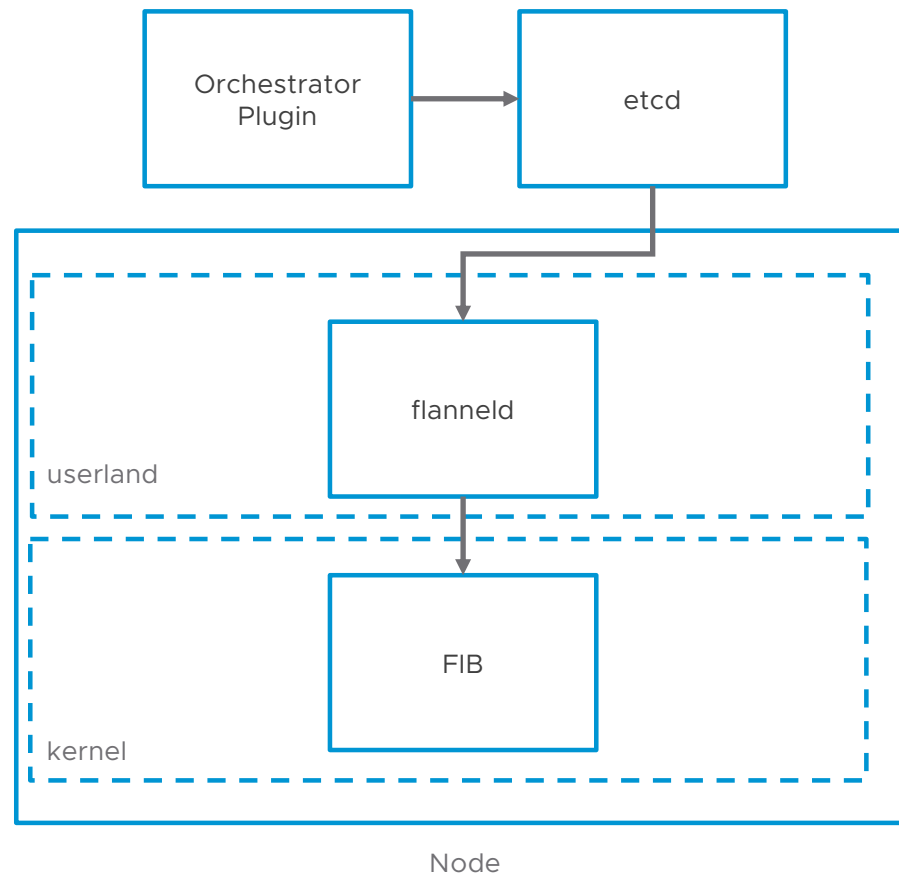 Orchestrator
Plugin
etcd
flanneld
userland
FIB
kernel
Node